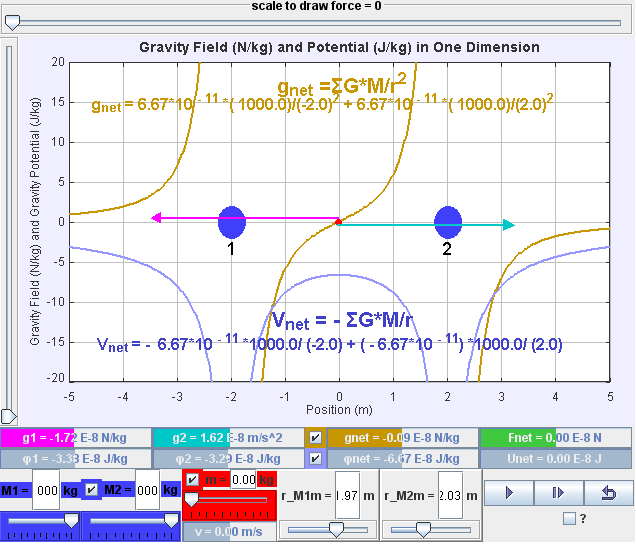 scale to draw force = 0
Gravity Field (N/kg) and Potential (J/kg) in One Dimension
Gravity Field (N/kg) and Gravity Potential (J/kg)
20
15
10
5
0
-5
-10
-15
-20
gnet =ΣG*M/r2
gnet = 6.67*10 - 11 *( 1000.0)/(-2.0)2 + 6.67*10 - 11 *( 1000.0)/(2.0)2
1
2
Vnet = - ΣG*M/r
Vnet = - 6.67*10 - 11 *1000.0/ (-2.0) + ( - 6.67*10 - 11) *1000.0/ (2.0)
-5 -4 -3 -2 -1 0 1 2 3 4 5
Position (m)
g1 = -1.72 E-8 N/kg g2 = 1.62 E-8 m/s^2 gnet = -0.09 E-8 N/kg Fnet = 0.00 E-8 N
φ1 = -3.38 E-8 J/kg φ2 = -3.29 E-8 J/kg φnet = -6.67 E-8 J/kg Unet = 0.00 E-8 J
M1 = 000 kg M2 = 000 kg m = 0.00 kg r_M1m = 1.97 m r_M2m = 2.03 m
v = 0.00 m/s
?